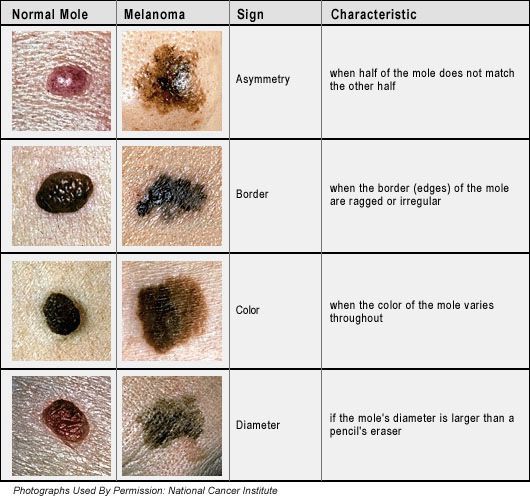 Normal Mole Melanoma Sign Characteristic
Asymmetry
when half of the mole does not match
the other half
Border
when the border (edges) of the mole
are ragged or irregular
Color
when the color of the mole varies
throughout
Diameter
if the mole's diameter is larger than a
pencil's eraser
Photographs Used By Permission: National Cancer Institute